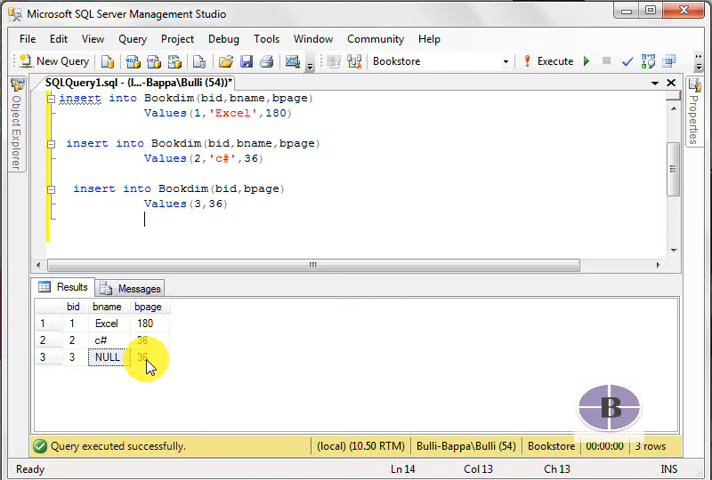 Microsoft SQL Server Management Studio
File Edit View Query Project Debug Tools Window Community Help
New Query Bookstore Execute
SQLQuery1.sql - (l...-Bappa\Bulli (54))*
Object Explorer
Properties
insert into Bookdim(bid,bname,bpage)
Values(1,'Excel',180)
insert into Bookdim(bid,bname,bpage)
Values(2,'c#',36)
insert into Bookdim(bid,bpage)
Values(3,36)
Results Messages
bid bname bpage
1 1 Excel 180
2 2 c# 36
3 3 NULL 36
B
Query executed successfully. (local) (10.50 RTM) Bulli-Bappa\Bulli (54) Bookstore 00:00:00 3 rows
Ready Ln 14 Col 13 Ch 13 INS